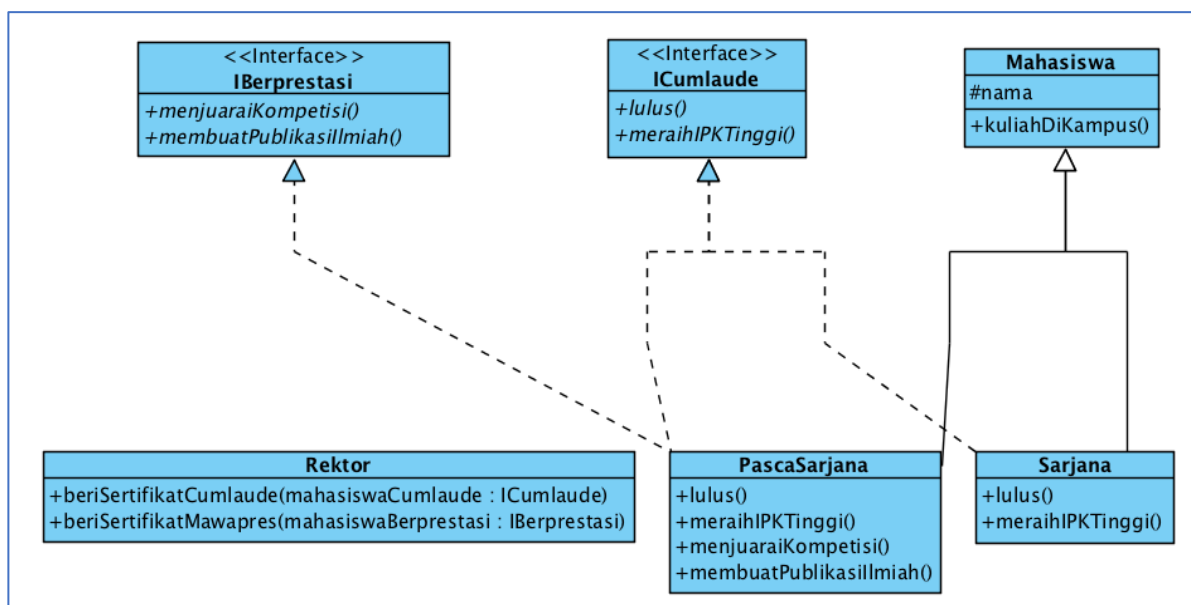 <<Interface>>
IBerprestasi
+menjuaraiKompetisi()
+membuatPublikasiIlmiah()
<<Interface>>
ICumlaude
+lulus()
+meraihIPKTinggi()
Mahasiswa
#nama
+kuliahDiKampus()
Rektor
+beriSertifikatCumlaude(mahasiswaCumlaude : ICumlaude)
+beriSertifikatMawapres(mahasiswaBerprestasi : IBerprestasi)
PascaSarjana
+lulus()
+meraihIPKTinggi()
+menjuaraiKompetisi()
+membuatPublikasiIlmiah()
Sarjana
+lulus()
+meraihIPKTinggi()